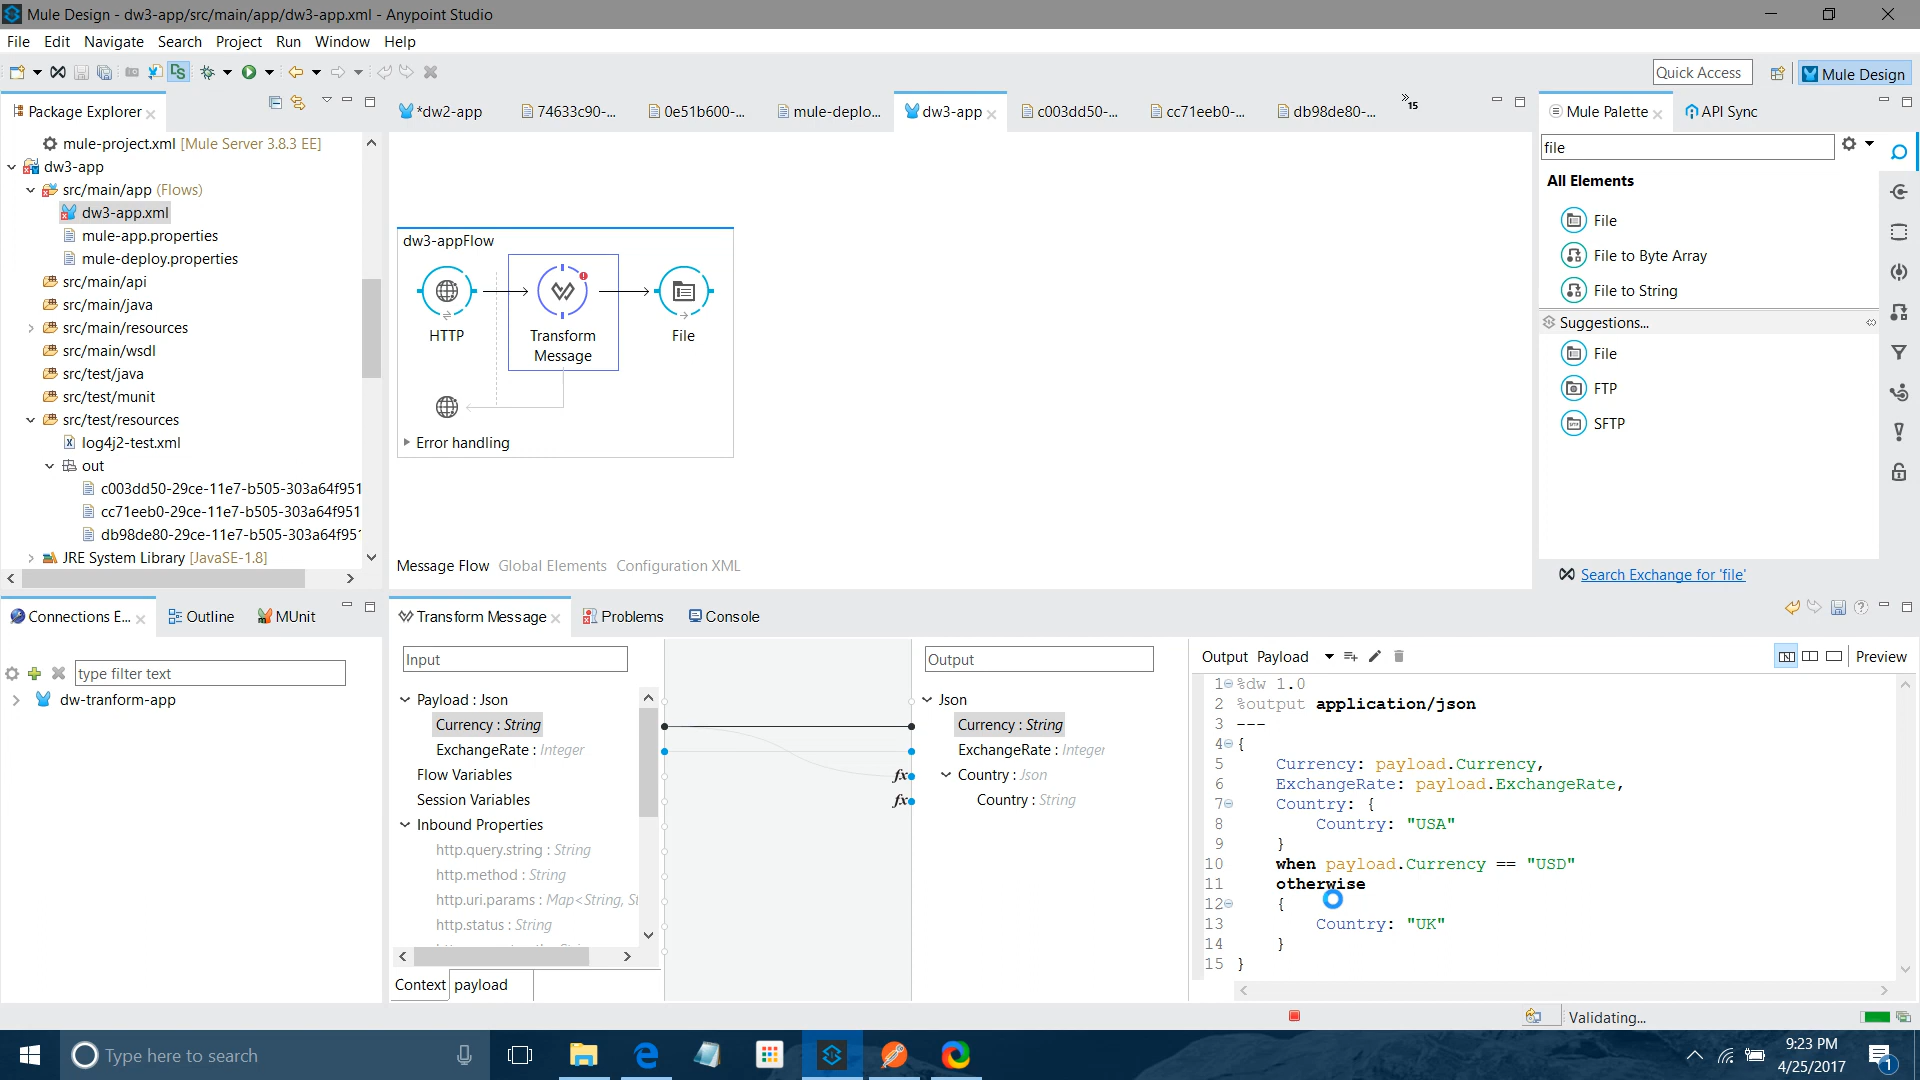 Mule Design - dw3-app/src/main/app/dw3-app.xml - Anypoint Studio
File Edit Navigate Search Project Run Window Help
Quick Access
Mule Design
Package Explorer
*dw2-app
74633c90-...
0e51b600-...
mule-deplo...
dw3-app
c003dd50-...
cc71eeb0-...
db98de80-...
15
Mule Palette
API Sync
mule-project.xml [Mule Server 3.8.3 EE]
dw3-app
src/main/app (Flows)
dw3-app.xml
mule-app.properties
mule-deploy.properties
src/main/api
src/main/java
src/main/resources
src/main/wsdl
src/test/java
src/test/munit
src/test/resources
log4j2-test.xml
out
c003dd50-29ce-11e7-b505-303a64f951
cc71eeb0-29ce-11e7-b505-303a64f951
db98de80-29ce-11e7-b505-303a64f95
JRE System Library [JavaSE-1.8]
dw3-appFlow
HTTP
Transform
Message
File
Error handling
Message Flow Global Elements Configuration XML
file
All Elements
File
File to Byte Array
File to String
Suggestions...
File
FTP
SFTP
Search Exchange for 'file'
Connections E...
Outline
MUnit
type filter text
dw-tranform-app
Transform Message
Problems
Console
Input
Payload : Json
Currency : String
ExchangeRate : Integer
Flow Variables
Session Variables
Inbound Properties
http.query.string : String
http.method : String
http.uri.params : Map<String, St
http.status : String
Context payload
fx
fx
Output
Json
Currency : String
ExchangeRate : Integer
Country : Json
Country : String
Output Payload
Preview
1 %dw 1.0
2 %output application/json
3 ---
4 {
5 Currency: payload.Currency,
6 ExchangeRate: payload.ExchangeRate,
7 Country: {
8 Country: "USA"
9 }
10 when payload.Currency == "USD"
11 otherwise
12 {
13 Country: "UK"
14 }
15 }
Validating...
Type here to search
9:23 PM
4/25/2017
1